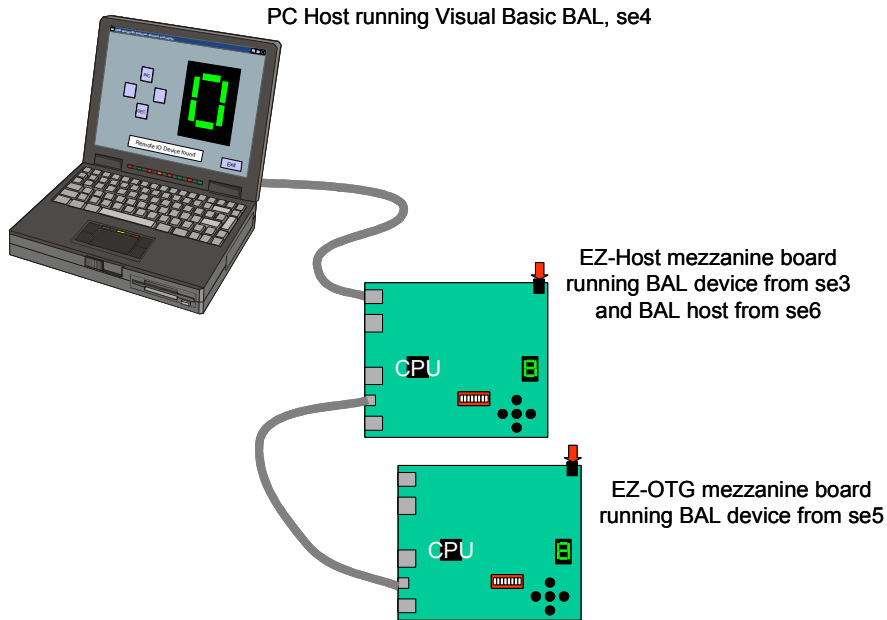 PC Host running Visual Basic BAL, se4
Remote IO Device found
Exit
EZ-Host mezzanine board
running BAL device from se3
and BAL host from se6
CPU
EZ-OTG mezzanine board
running BAL device from se5
CPU